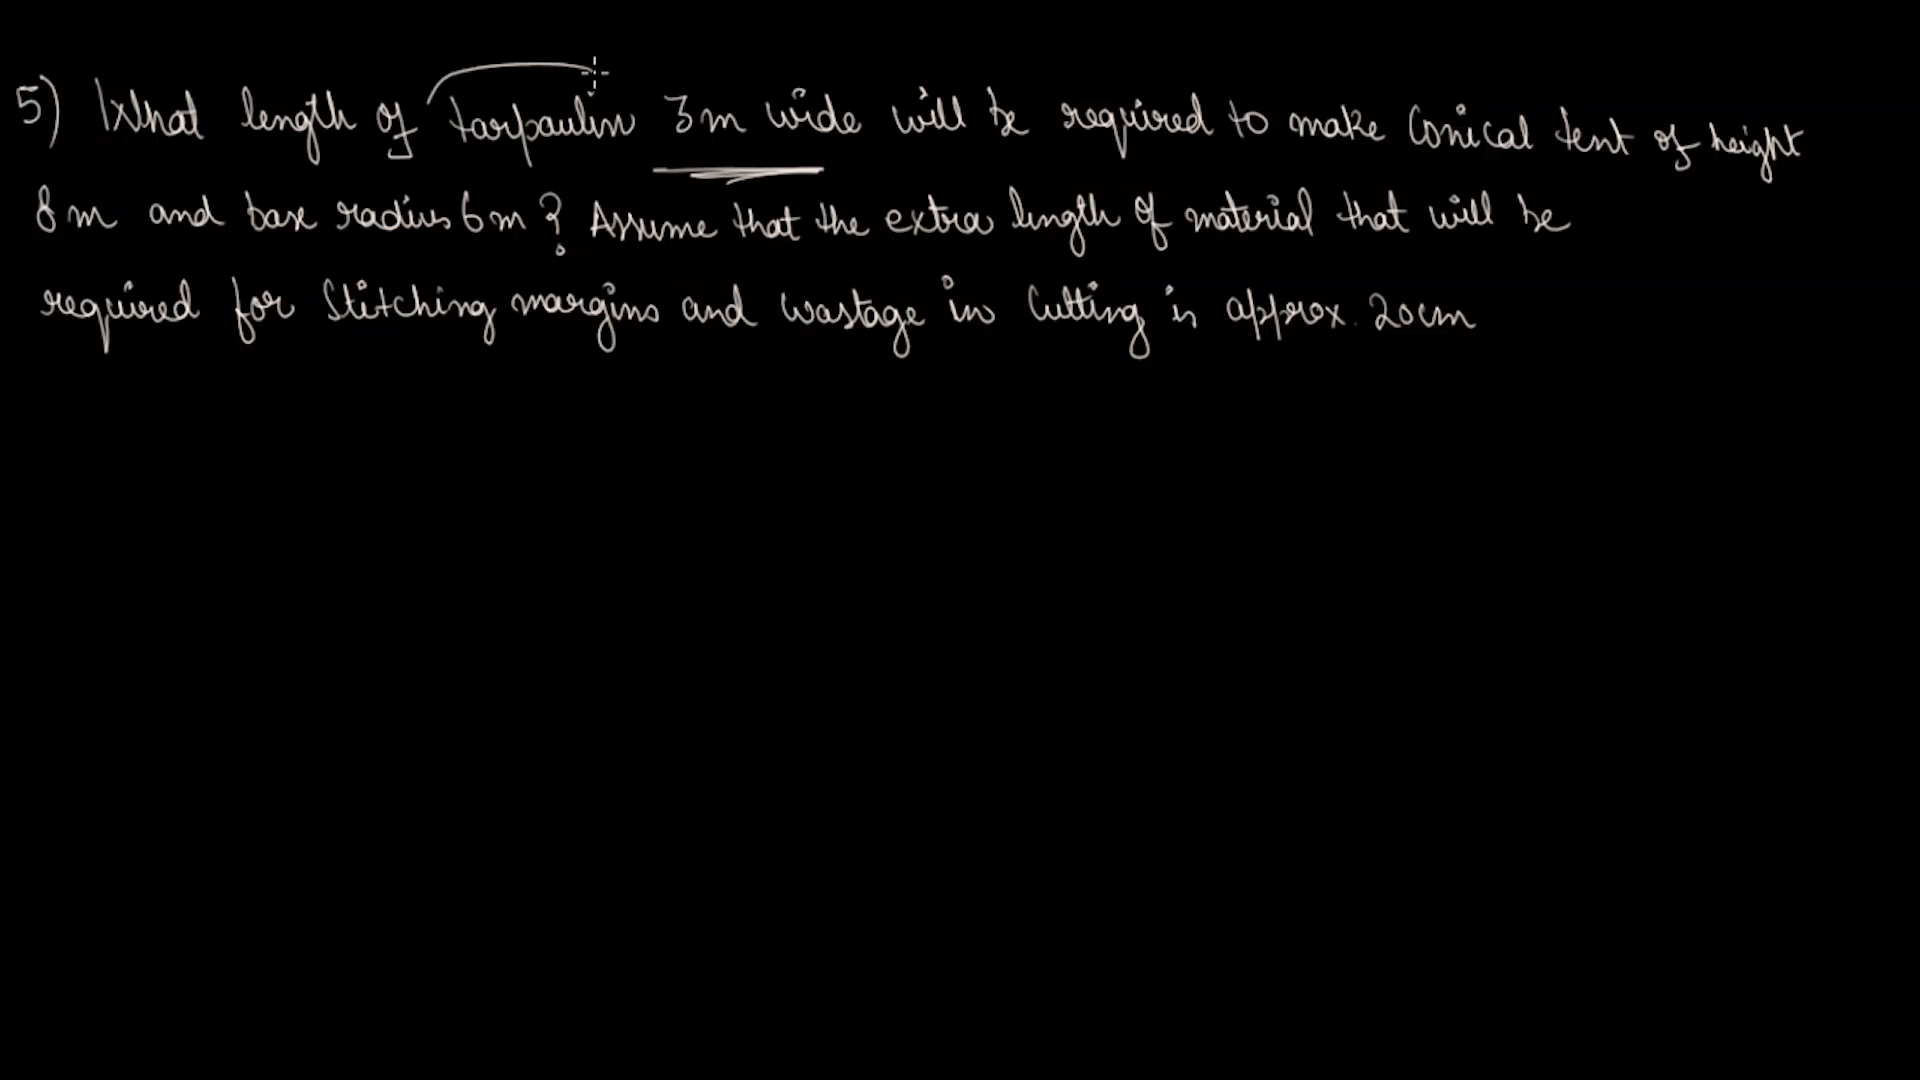 5) What length of tarpaulin 3m wide will be required to make Conical tent of height
8m and base radius 6m? Assume that the extra length of material that will be
required for Stitching margins and wastage in Cutting is approx. 20cm